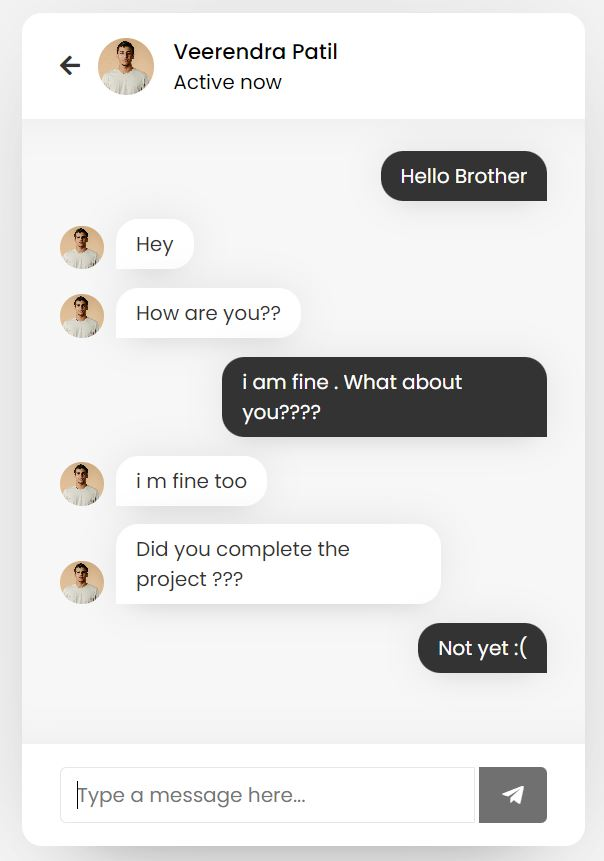 Veerendra Patil
Active now
Hello Brother
Hey
How are you??
i am fine . What about
you????
i m fine too
Did you complete the
project ???
Not yet :(
Type a message here...